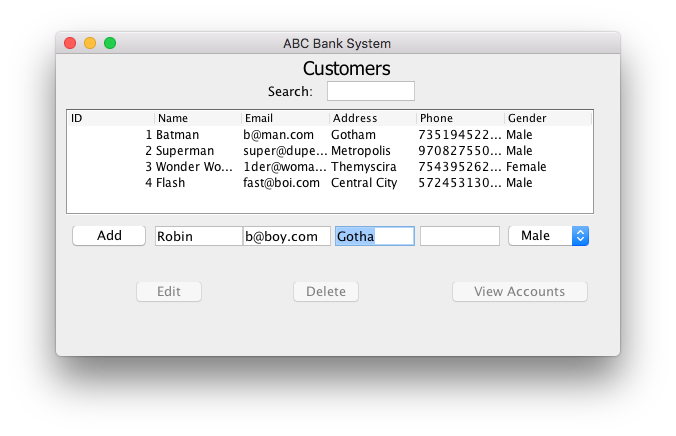 ABC Bank System
Customers
Search:
ID Name Email Address Phone Gender
1 Batman b@man.com Gotham 735194522... Male
2 Superman super@dupe... Metropolis 970827550... Male
3 Wonder Wo... 1der@woma... Themyscira 754395262... Female
4 Flash fast@boi.com Central City 572453130... Male
Add Robin b@boy.com Gotha Male
Edit Delete View Accounts